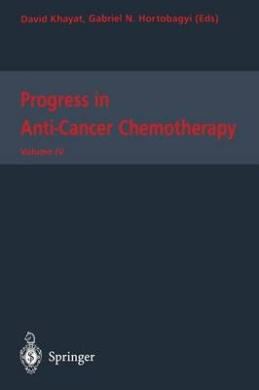 David Khayat, Gabriel N. Hortobagyi (Eds)
Progress in
Anti-Cancer Chemotherapy
Volume IV
Springer